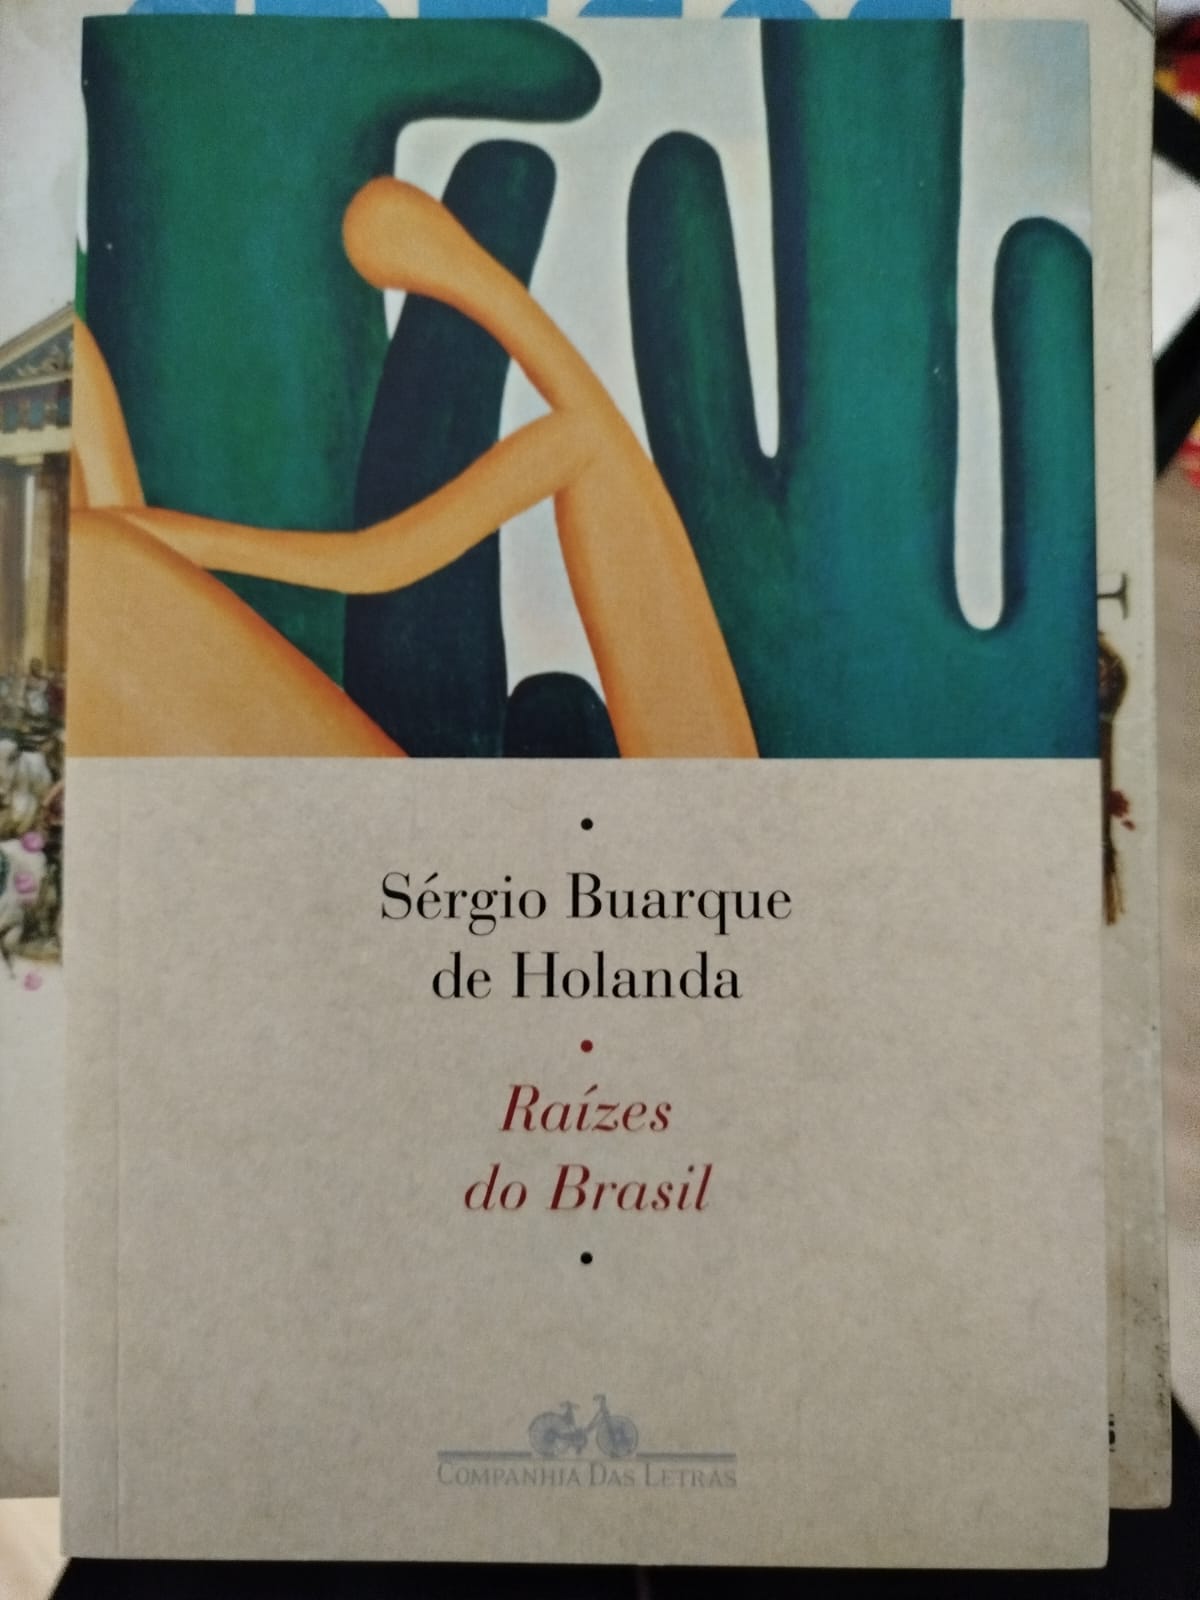 Sérgio Buarque
de Holanda
Raízes
do Brasil
COMPANHIA DAS LETRAS